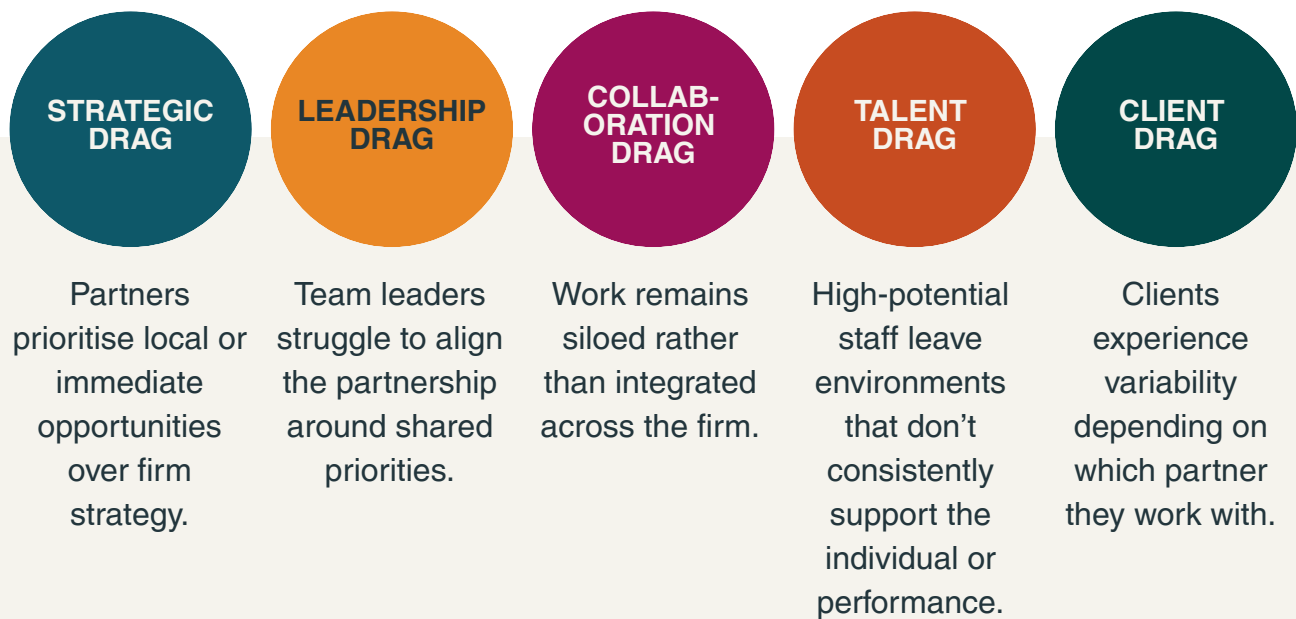 STRATEGIC
DRAG
LEADERSHIP
DRAG
COLLAB-
ORATION
DRAG
TALENT
DRAG
CLIENT
DRAG
Partners
prioritise local or
immediate
opportunities
over firm
strategy.
Team leaders
struggle to align
the partnership
around shared
priorities.
Work remains
siloed rather
than integrated
across the firm.
High-potential
staff leave
environments
that don’t
consistently
support the
individual or
performance.
Clients
experience
variability
depending on
which partner
they work with.